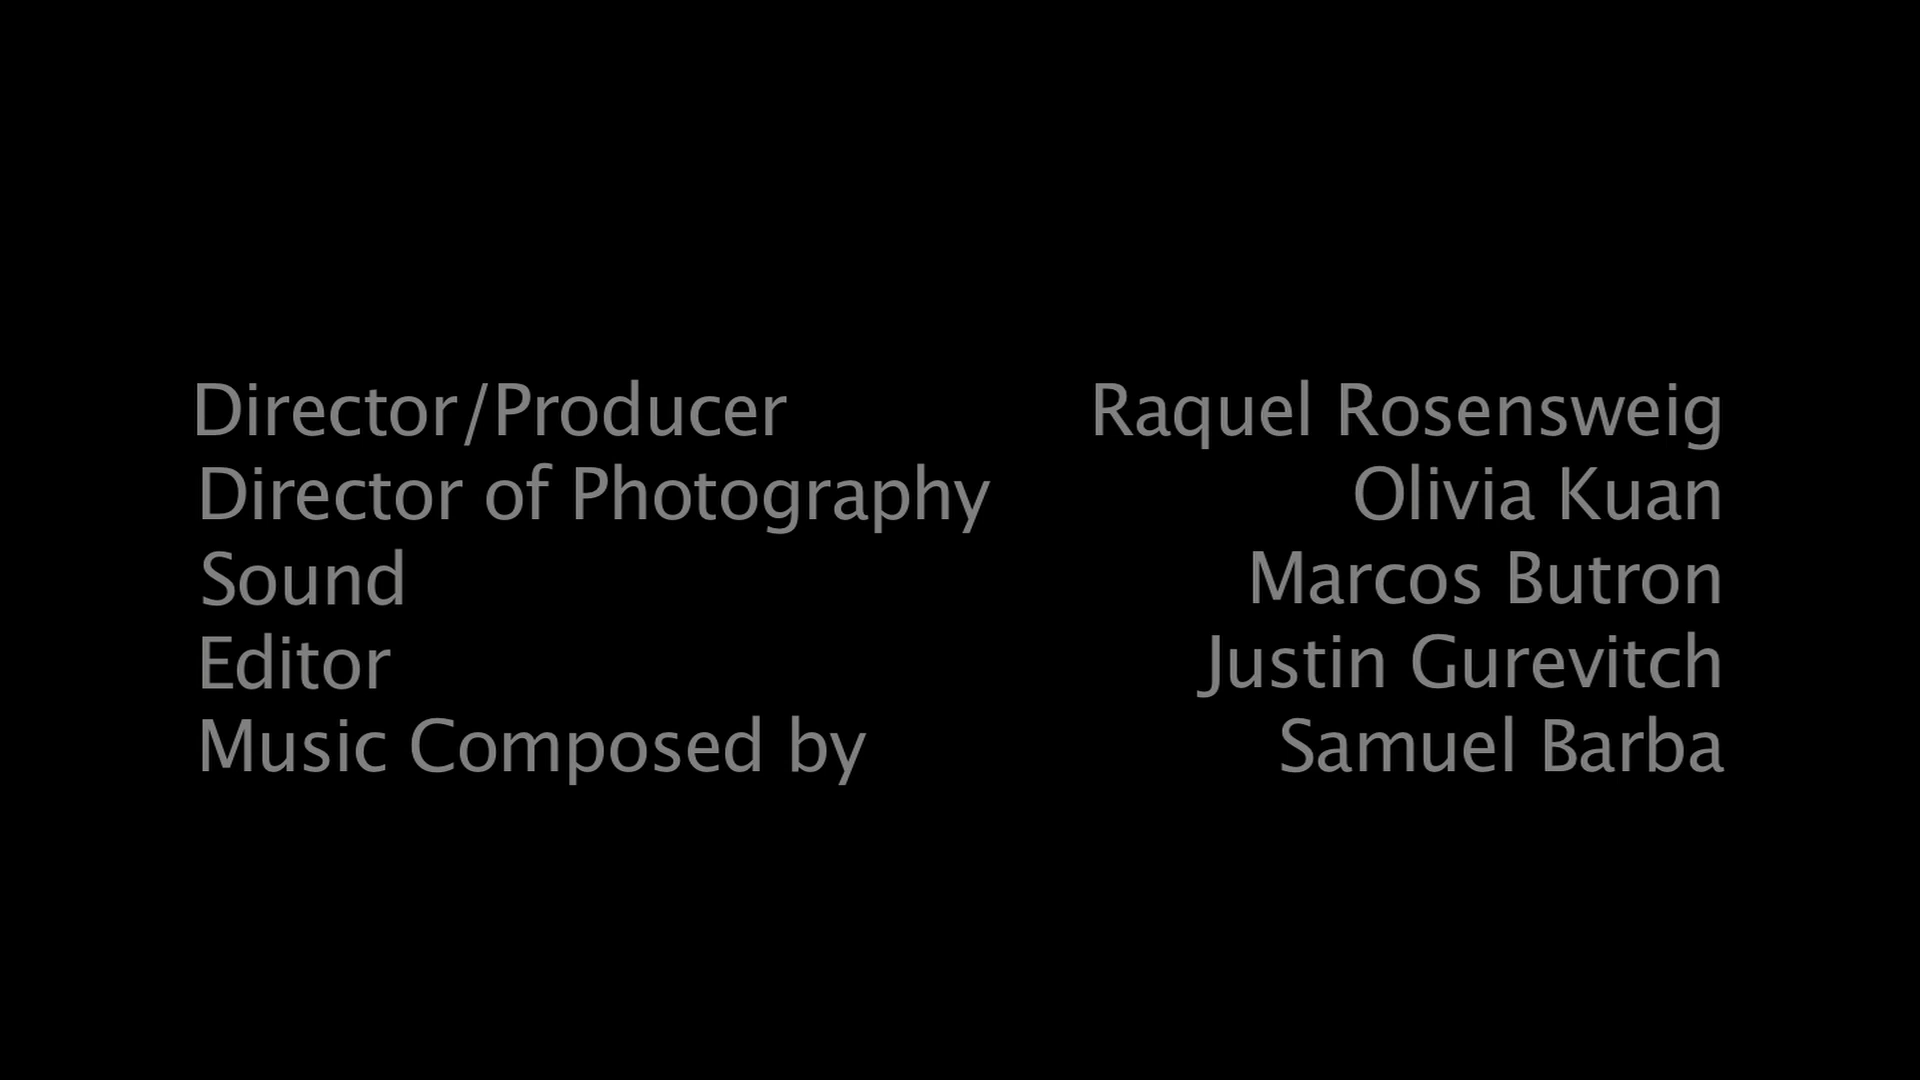 Director/Producer Raquel Rosensweig
Director of Photography Olivia Kuan
Sound Marcos Butron
Editor Justin Gurevitch
Music Composed by Samuel Barba